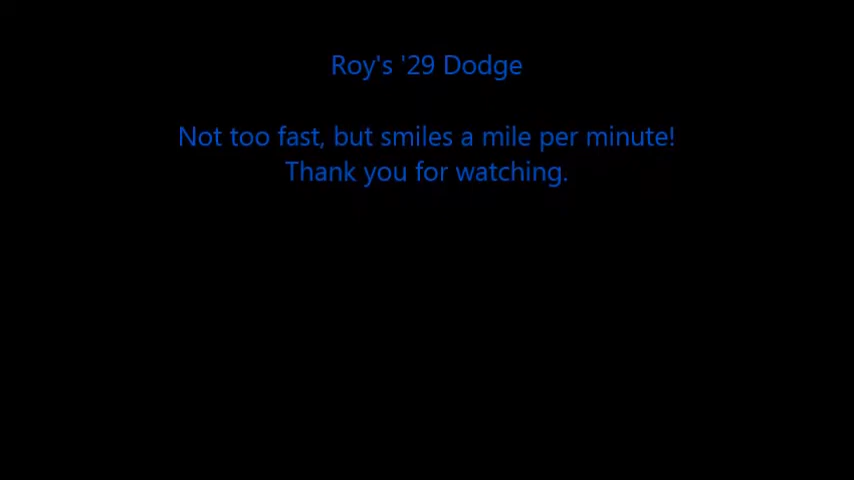 Roy's '29 Dodge
Not too fast, but smiles a mile per minute!
Thank you for watching.